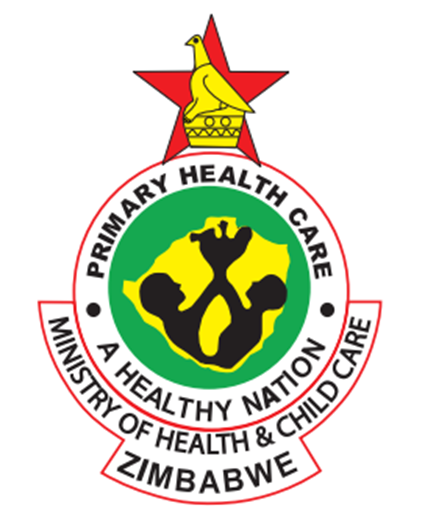 PRIMARY HEALTH CARE
A HEALTHY NATION
MINISTRY OF HEALTH & CHILD CARE
ZIMBABWE